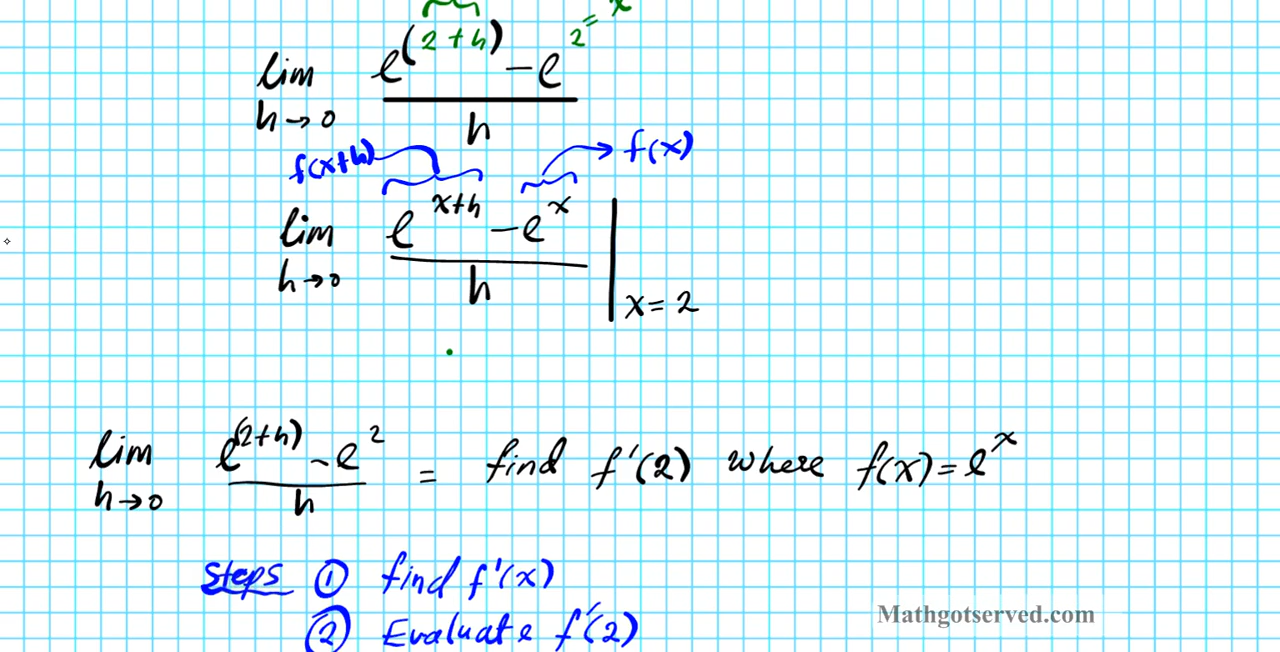 lim h→0 (e^(2+h) - e^2)/h = x
f(x+h) → f(x)
lim h→0 (e^(x+h) - e^x)/h | x=2
lim h→0 (e^(2+h) - e^2)/h = find f'(2) where f(x)=e^x
Steps ① find f'(x)
② Evaluate f'(2)
Mathgotserved.com